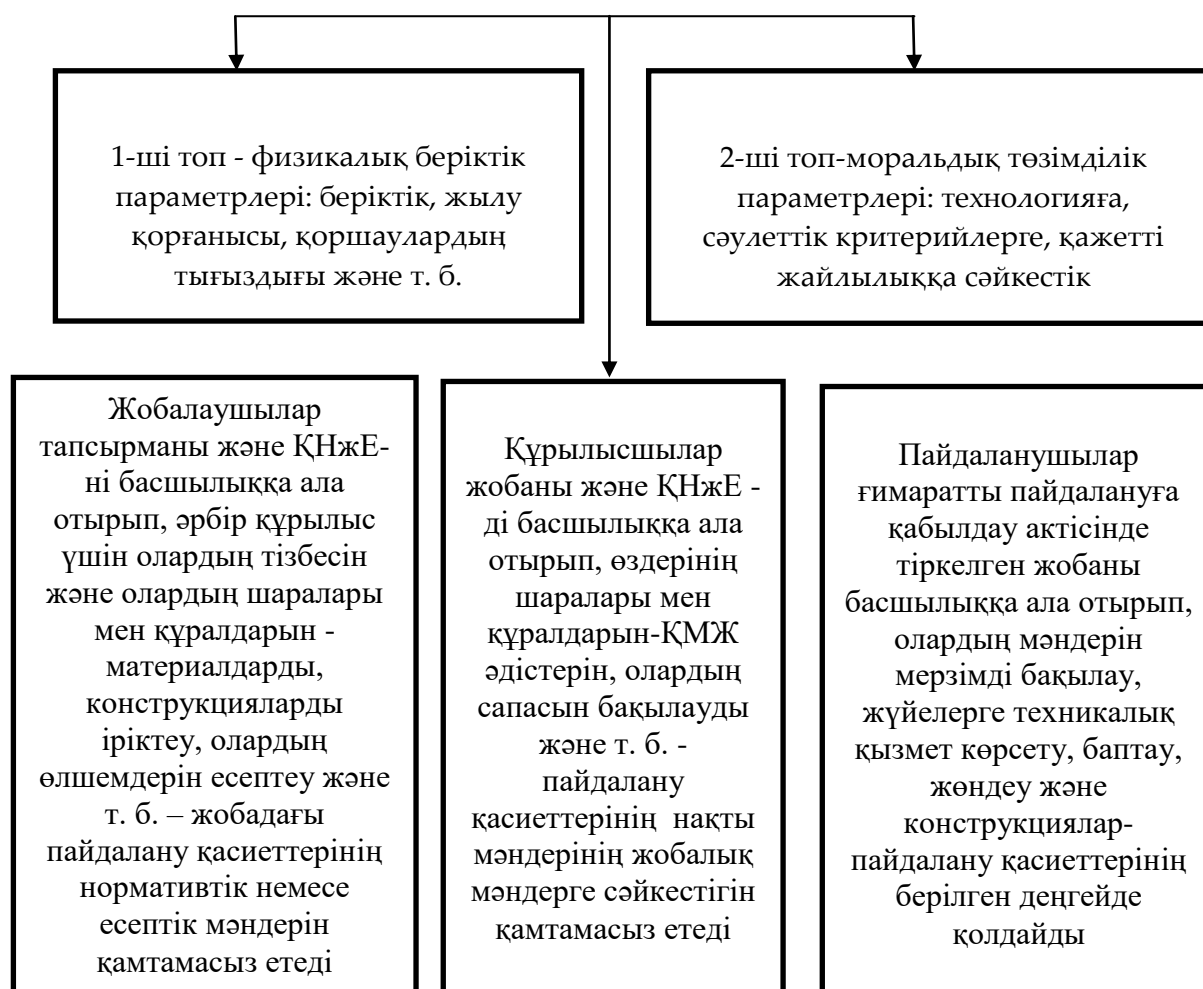 1-ші топ - физикалық беріктік
параметрлері: беріктік, жылу
қорғанысы, қоршаулардың
тығыздығы және т. б.
2-ші топ-моральдық төзімділік
параметрлері: технологияға,
сәулеттік критерийлерге, қажетті
жайлылыққа сәйкестік
Жобалаушылар
тапсырманы және ҚНжЕ-
ні басшылыққа ала
отырып, әрбір құрылыс
үшін олардың тізбесін
және олардың шаралары
мен құралдарын -
материалдарды,
конструкцияларды
іріктеу, олардың
өлшемдерін есептеу және
т. б. – жобадағы
пайдалану қасиеттерінің
нормативтік немесе
есептік мәндерін
қамтамасыз етеді
Құрылысшылар
жобаны және ҚНжЕ -
ді басшылыққа ала
отырып, өздерінің
шаралары мен
құралдарын-ҚМЖ
әдістерін, олардың
сапасын бақылауды
және т. б. -
пайдалану
қасиеттерінің нақты
мәндерінің жобалық
мәндерге сәйкестігін
қамтамасыз етеді
Пайдаланушылар
ғимаратты пайдалануға
қабылдау актісінде
тіркелген жобаны
басшылыққа ала отырып,
олардың мәндерін
мерзімді бақылау,
жүйелерге техникалық
қызмет көрсету, баптау,
жөндеу және
конструкциялар-
пайдалану қасиеттерінің
берілген деңгейде
қолдайды